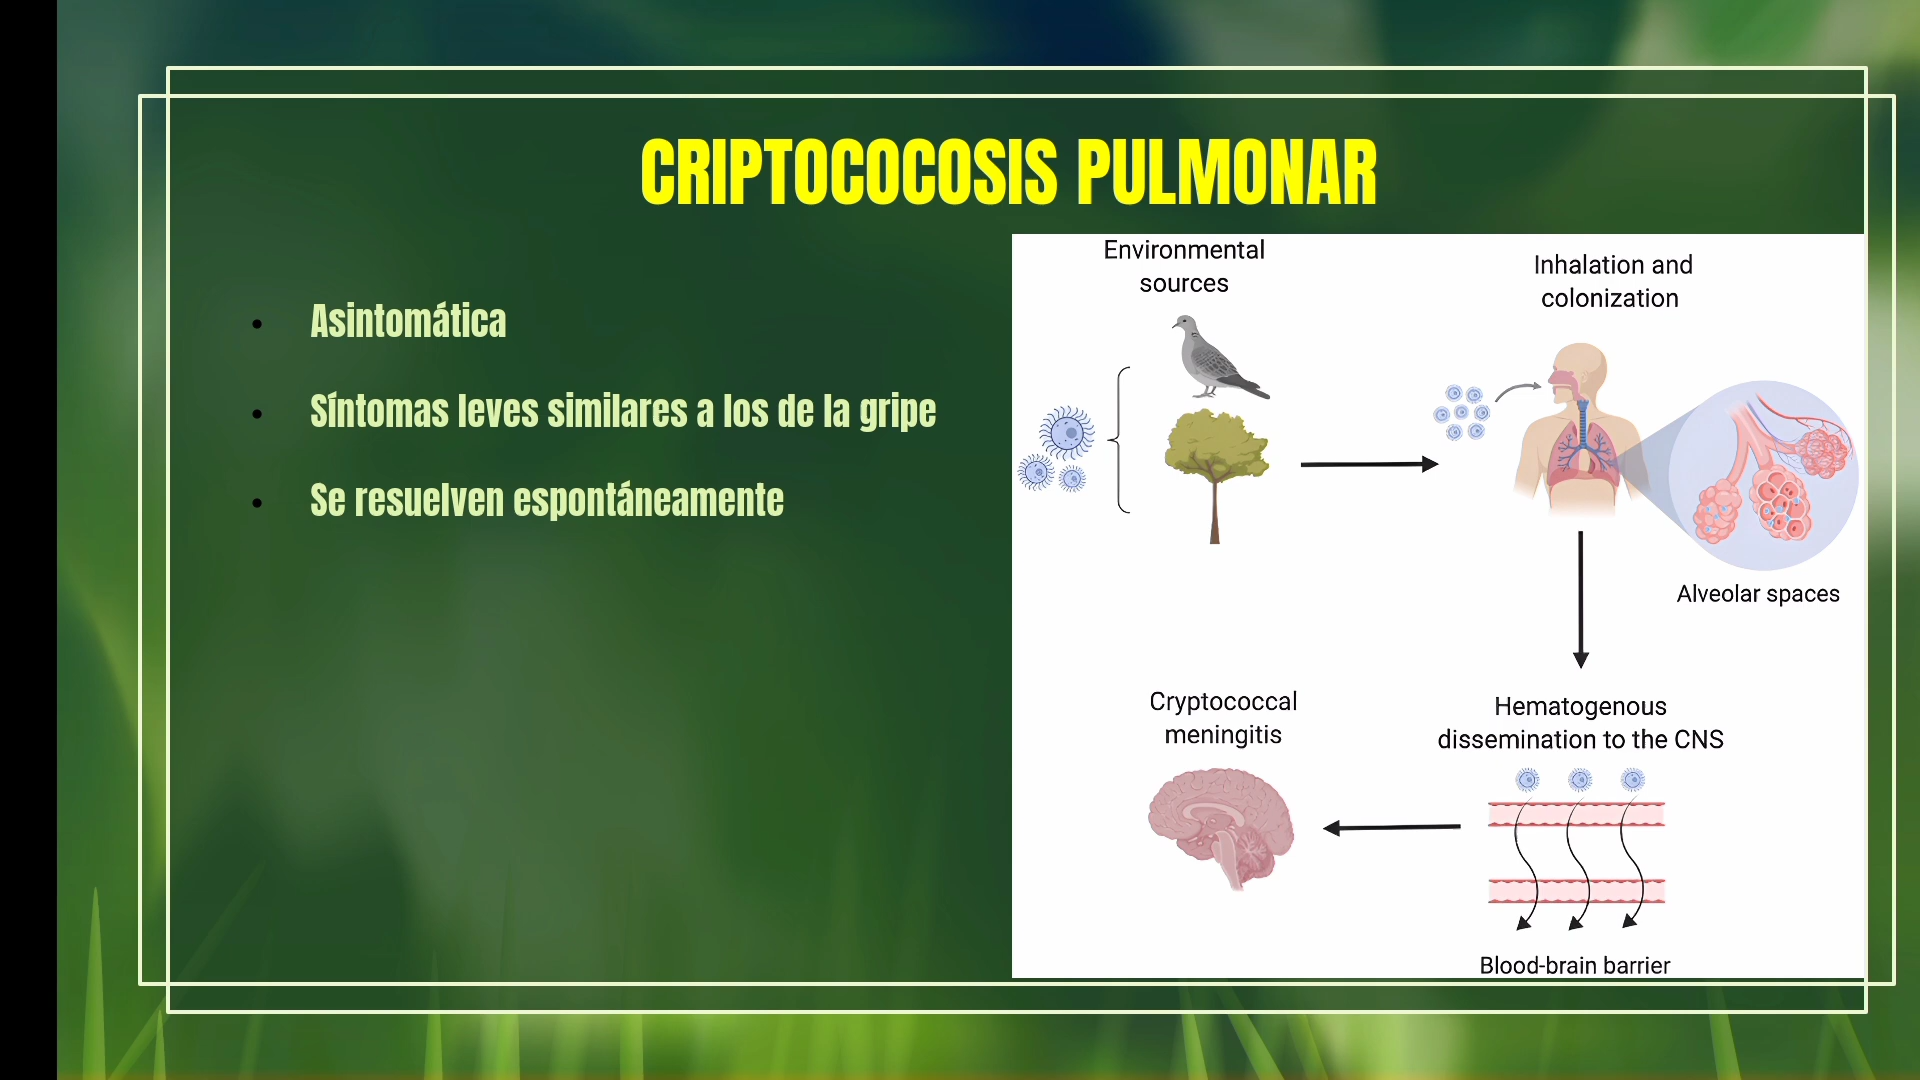 CRIPTOCOCOSIS PULMONAR
Asintomática
Síntomas leves similares a los de la gripe
Se resuelven espontáneamente
Environmental
sources
Inhalation and
colonization
Alveolar spaces
Hematogenous
dissemination to the CNS
Blood-brain barrier
Cryptococcal
meningitis